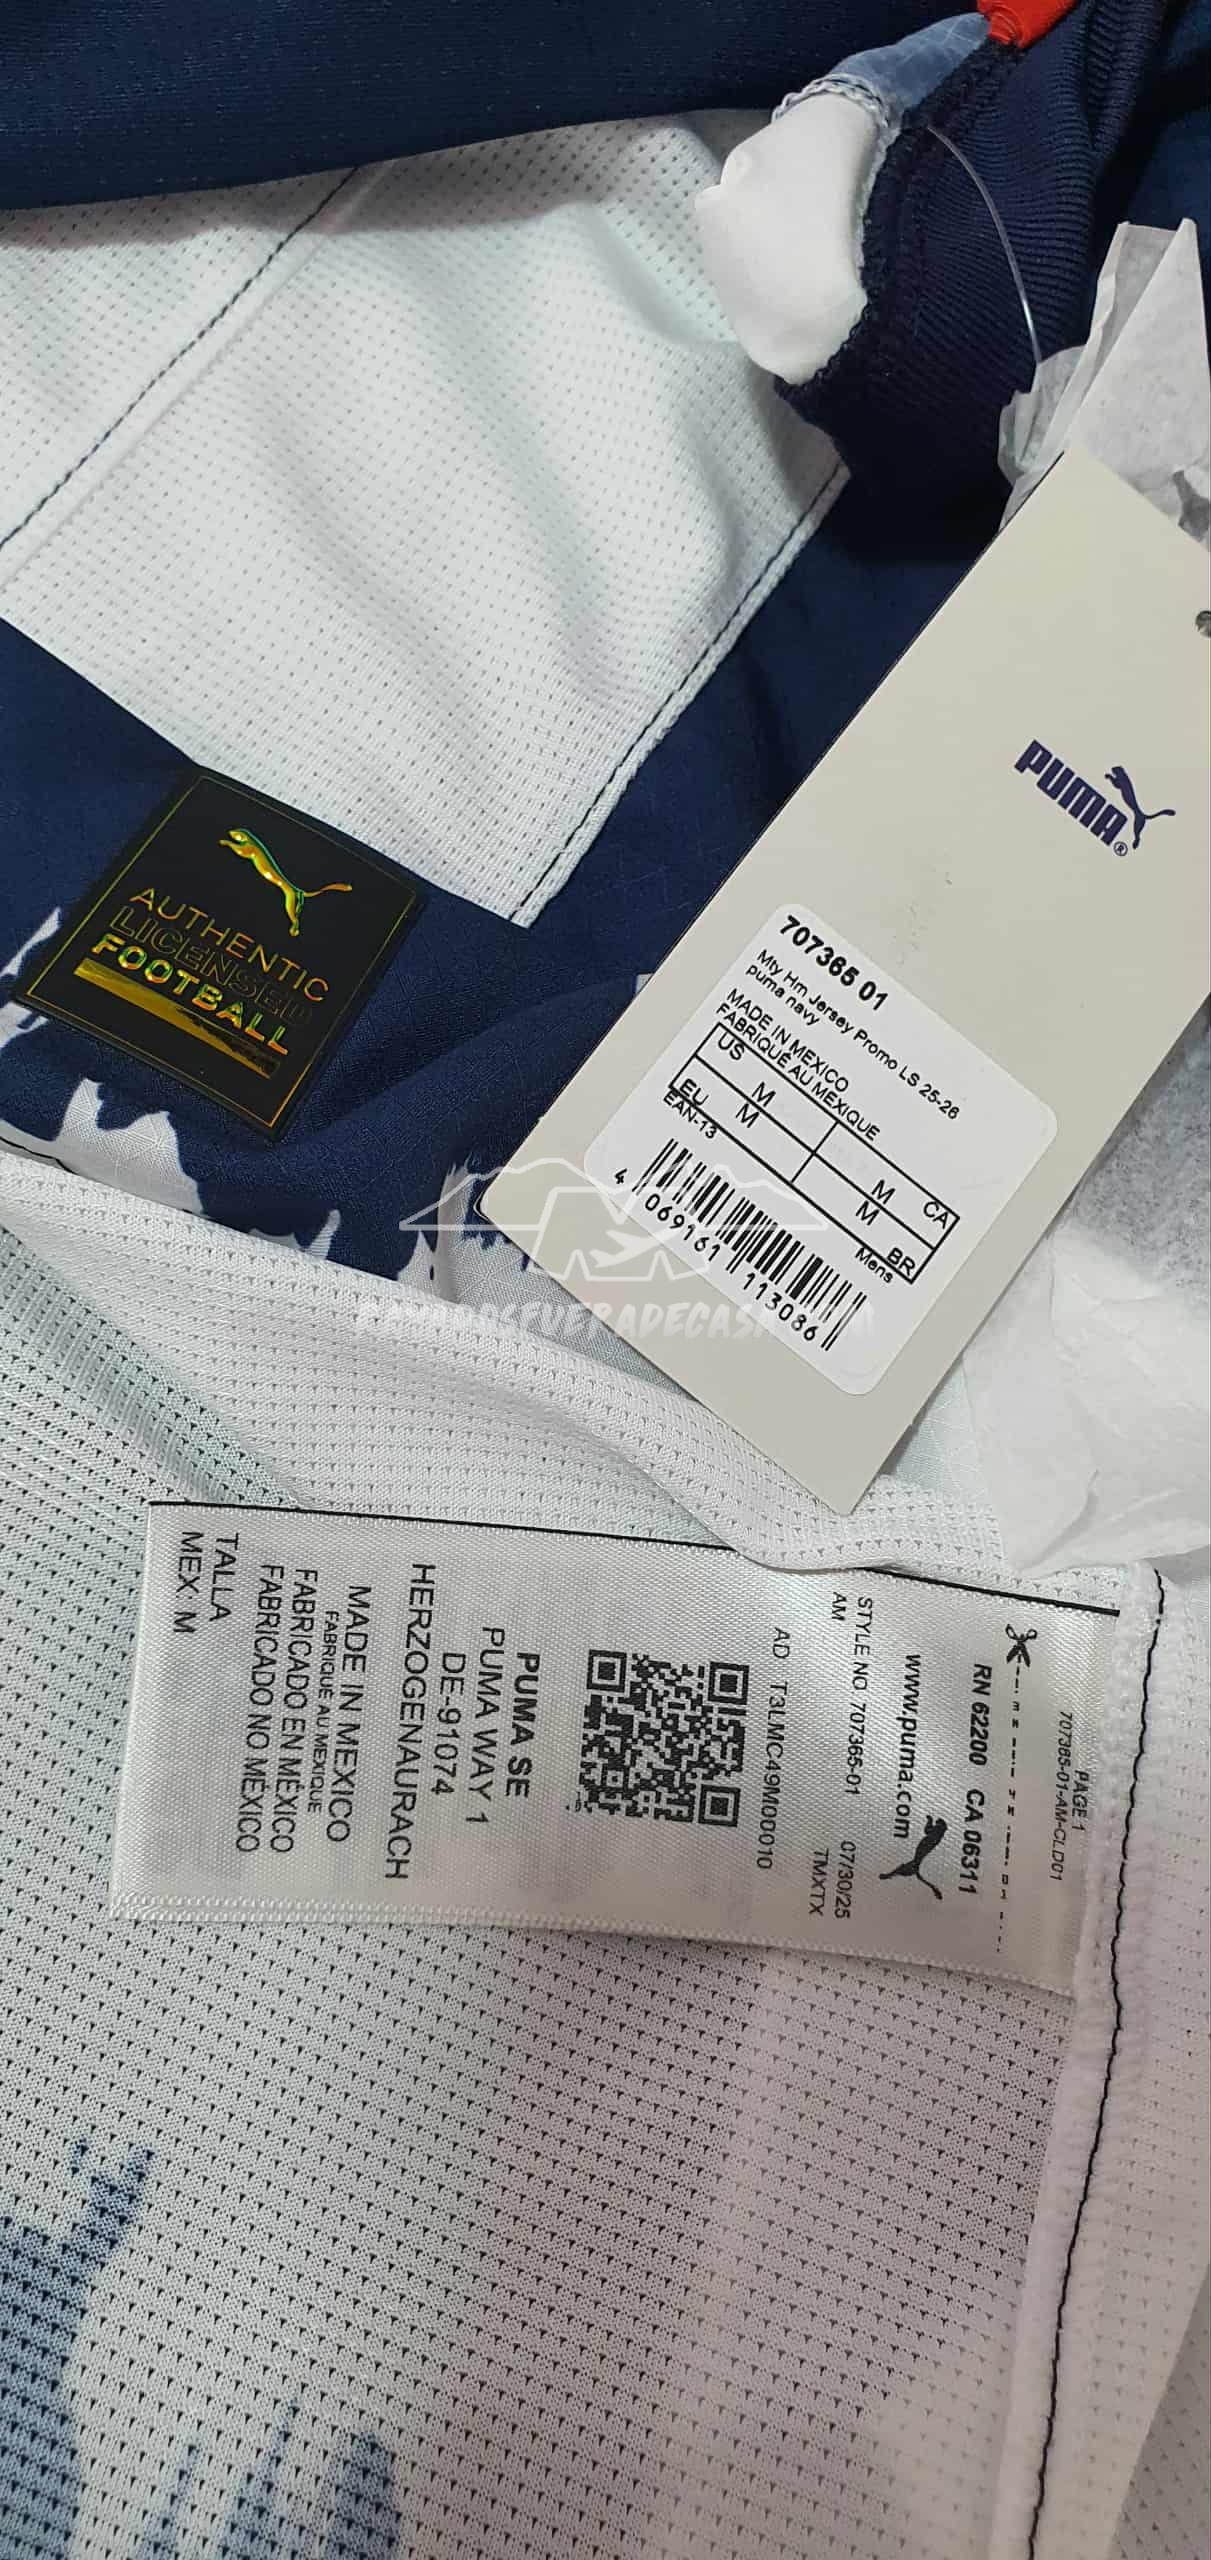 PUMA®
707365 01
Mty Hm Jersey Promo LS 25-26
puma navy
MADE IN MEXICO
FABRIQUÉ AU MEXIQUE
US M M CA
EU M M BR
EAN-13 Mens
4 069161 113086
AUTHENTIC
LICENSED
FOOTBALL
PAGE 1
707365-01-AM-CLD01
RN 62200 CA 06311
www.puma.com
STYLE NO 707365-01 07/30/25
AM TMXTX
AD T3LMC49M00010
PUMA SE
PUMA WAY 1
DE-91074
HERZOGENAURACH
MADE IN MEXICO
FABRIQUÉ AU MEXIQUE
FABRICADO EN MÉXICO
FABRICADO NO MÉXICO
TALLA
MEX: M